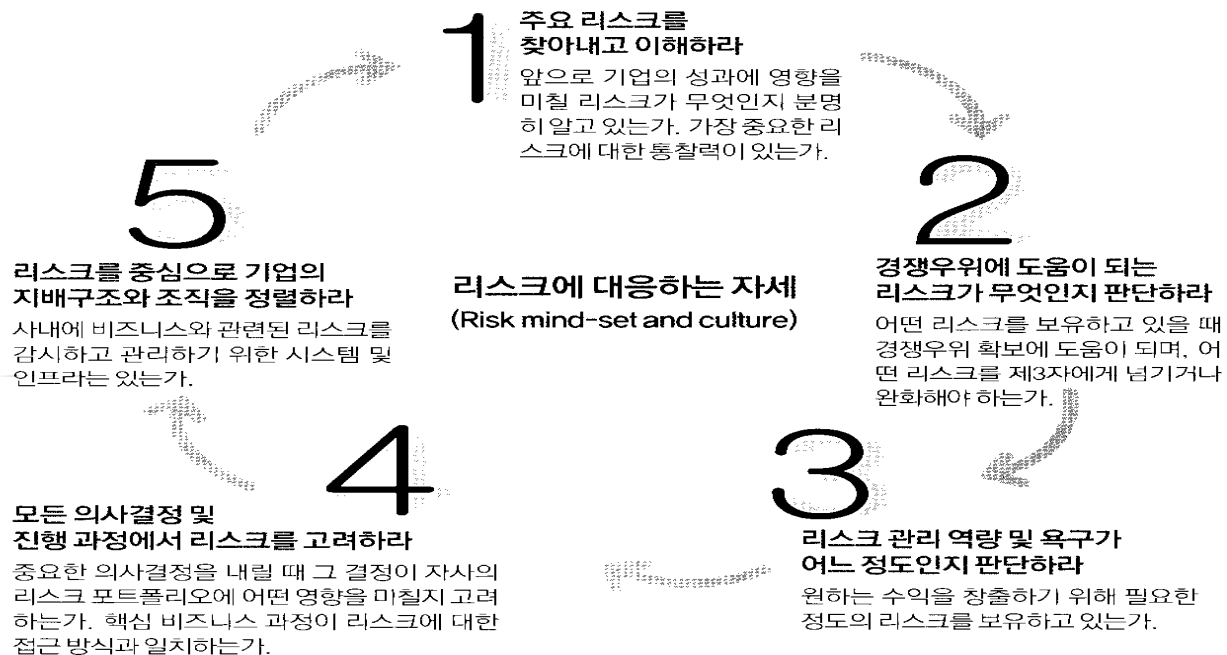 1
주요 리스크를
찾아내고 이해하라
앞으로 기업의 성과에 영향을
미칠 리스크가 무엇인지 분명
히 알고 있는가. 가장 중요한 리
스크에 대한 통찰력이 있는가.
2
경쟁우위에 도움이 되는
리스크가 무엇인지 판단하라
어떤 리스크를 보유하고 있을 때
경쟁우위 확보에 도움이 되며, 어
떤 리스크를 제3자에게 넘기거나
완화해야 하는가.
3
리스크 관리 역량 및 욕구가
어느 정도인지 판단하라
원하는 수익을 창출하기 위해 필요한
정도의 리스크를 보유하고 있는가.
4
모든 의사결정 및
진행 과정에서 리스크를 고려하라
중요한 의사결정을 내릴 때 그 결정이 자사의
리스크 포트폴리오에 어떤 영향을 미칠지 고려
하는가. 핵심 비즈니스 과정이 리스크에 대한
접근 방식과 일치하는가.
5
리스크를 중심으로 기업의
지배구조와 조직을 정렬하라
사내에 비즈니스와 관련된 리스크를
감시하고 관리하기 위한 시스템 및
인프라는 있는가.
리스크에 대응하는 자세
(Risk mind-set and culture)